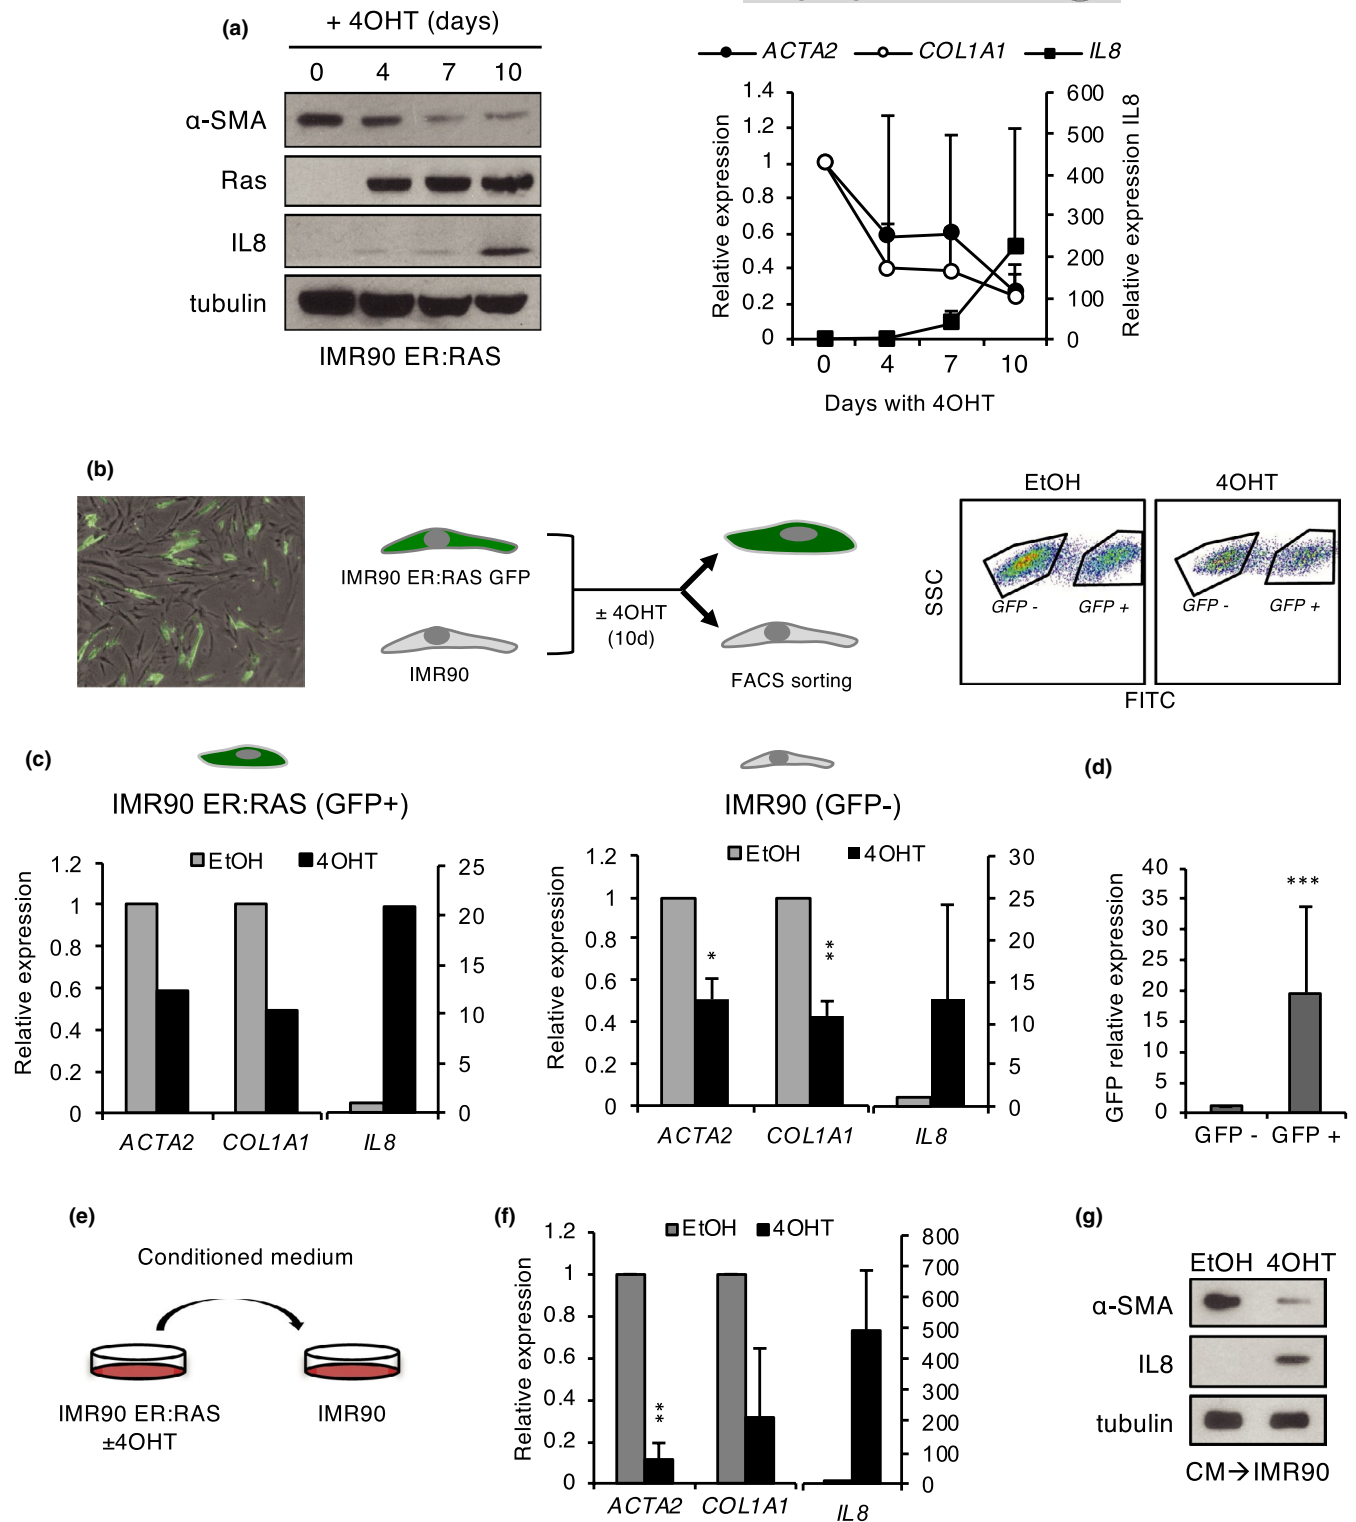 (a)
+ 4OHT (days)
0 4 7 10
α-SMA
Ras
IL8
tubulin
IMR90 ER:RAS
ACTA2 COL1A1 IL8
Relative expression
1.4
1.2
1
0.8
0.6
0.4
0.2
0
600
500
400
300
200
100
0
Relative expression IL8
0 4 7 10
Days with 4OHT
(b)
IMR90 ER:RAS GFP
IMR90
± 4OHT
(10d)
FACS sorting
EtOH 4OHT
SSC
GFP - GFP + GFP - GFP +
FITC
(c)
IMR90 ER:RAS (GFP+)
EtOH 4OHT
Relative expression
1.2
1
0.8
0.6
0.4
0.2
0
25
20
15
10
5
0
ACTA2 COL1A1 IL8
IMR90 (GFP-)
EtOH 4OHT
Relative expression
1.2
1
0.8
0.6
0.4
0.2
0
* **
30
25
20
15
10
5
0
ACTA2 COL1A1 IL8
(d)
GFP relative expression
40
35
30
25
20
15
10
5
0
***
GFP - GFP +
(e)
Conditioned medium
IMR90 ER:RAS
±4OHT
IMR90
(f)
EtOH 4OHT
Relative expression
1.2
1
0.8
0.6
0.4
0.2
0
**
800
700
600
500
400
300
200
100
0
ACTA2 COL1A1 IL8
(g)
EtOH 4OHT
α-SMA
IL8
tubulin
CM→IMR90